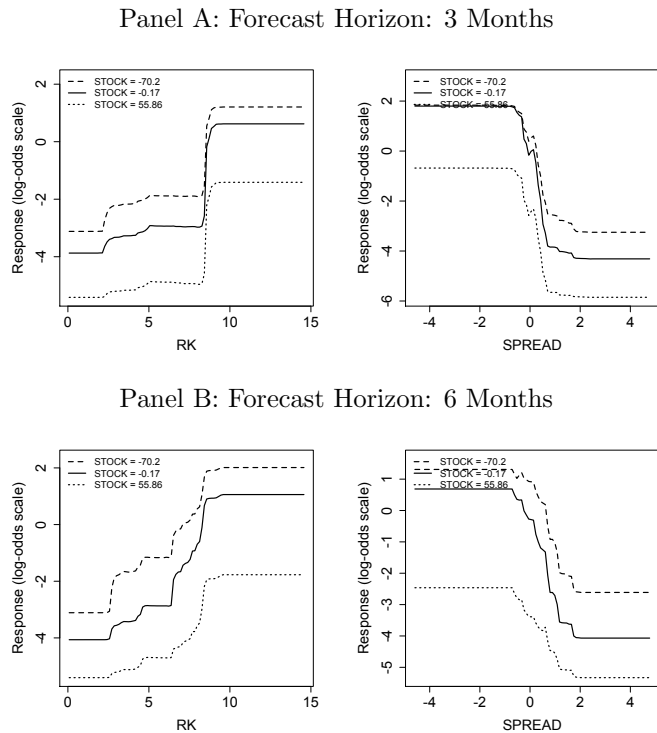 Panel A: Forecast Horizon: 3 Months
STOCK = -70.2
STOCK = -0.17
STOCK = 55.86
Response (log-odds scale)
2
0
-2
-4
0 5 10 15
RK
STOCK = -70.2
STOCK = -0.17
STOCK = 55.86
Response (log-odds scale)
2
0
-2
-4
-6
-4 -2 0 2 4
SPREAD
Panel B: Forecast Horizon: 6 Months
STOCK = -70.2
STOCK = -0.17
STOCK = 55.86
Response (log-odds scale)
2
0
-2
-4
0 5 10 15
RK
STOCK = -70.2
STOCK = -0.17
STOCK = 55.86
Response (log-odds scale)
1
0
-1
-2
-3
-4
-5
-4 -2 0 2 4
SPREAD